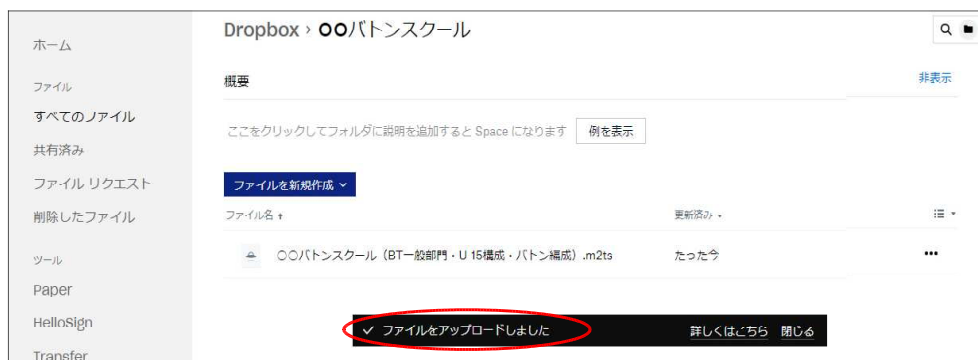 Dropbox › 〇〇バトンスクール
ホーム
概要
非表示
ファイル
すべてのファイル
ここをクリックしてフォルダに説明を追加すると Space になります
例を表示
共有済み
ファイル リクエスト
ファイルを新規作成
削除したファイル
ファイル名 ↑
更新済み
ツール
〇〇バトンスクール（BT一般部門・U 15構成・バトン編成）.m2ts
たった今
•••
Paper
HelloSign
✓ ファイルをアップロードしました
詳しくはこちら 閉じる
Transfer